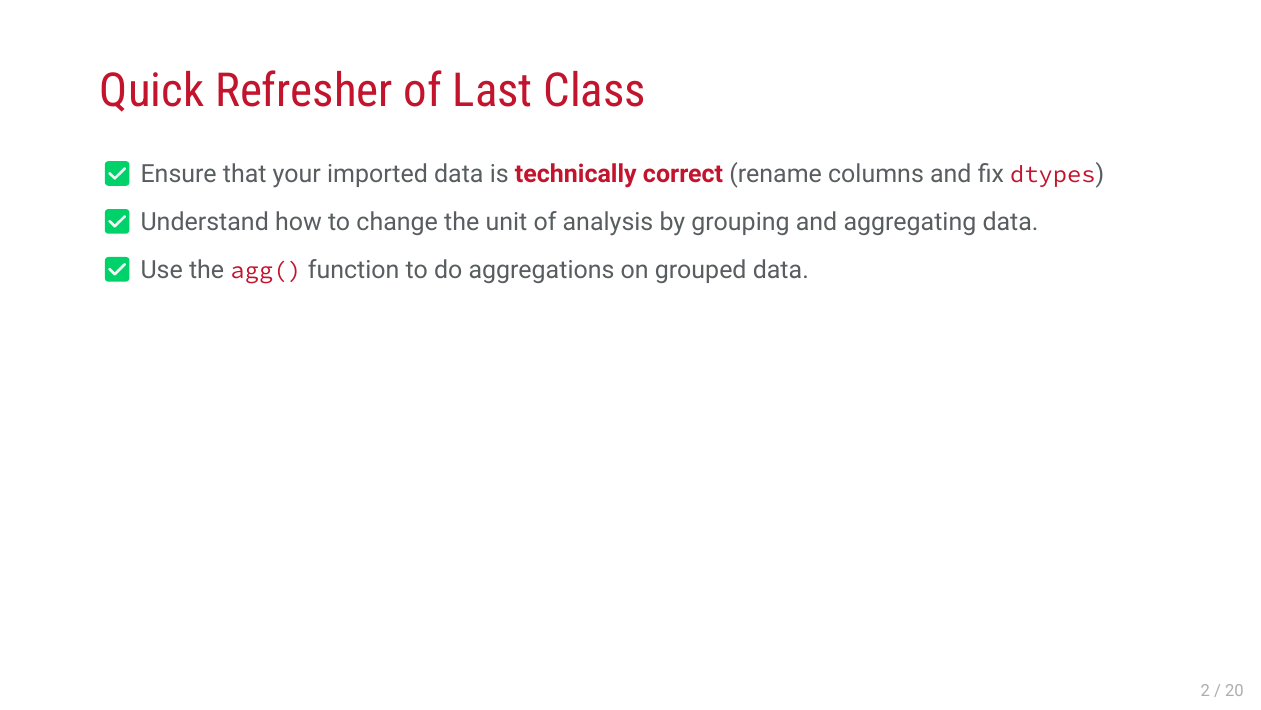 Quick Refresher of Last Class
✅ Ensure that your imported data is technically correct (rename columns and fix dtypes)
✅ Understand how to change the unit of analysis by grouping and aggregating data.
✅ Use the agg() function to do aggregations on grouped data.
2 / 20